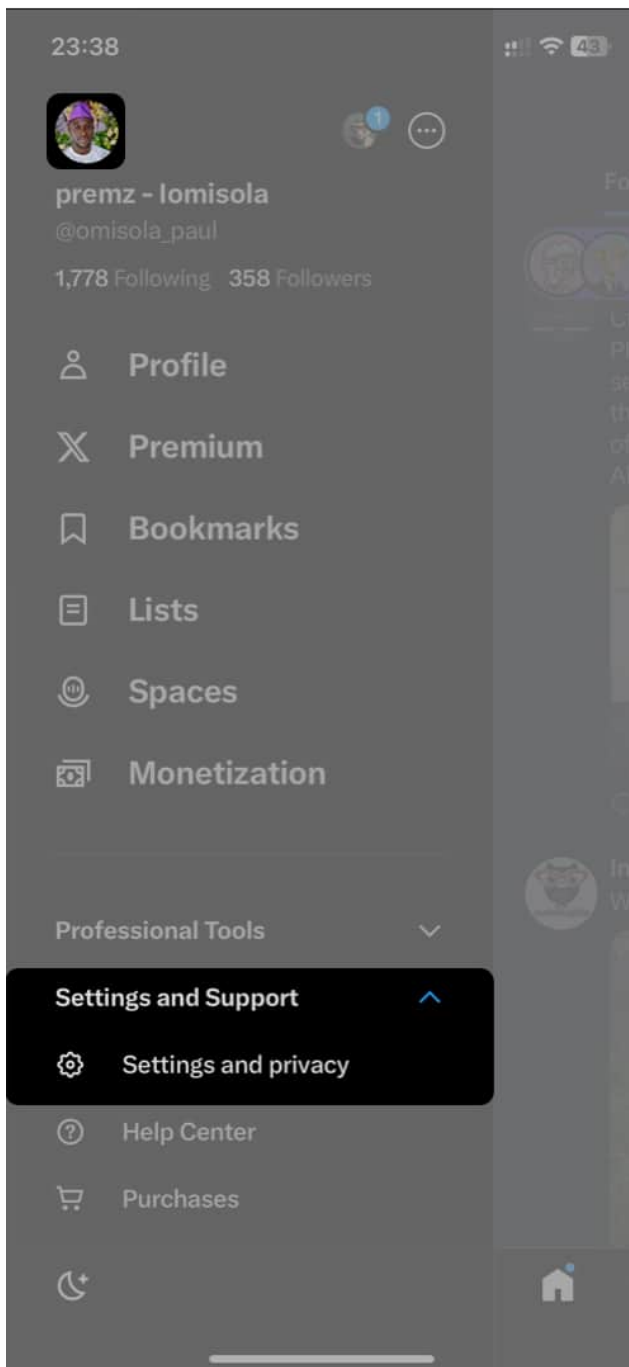 23:38
43
1
premz - lomisola
@omisola_paul
1,778 Following 358 Followers
Profile
Premium
Bookmarks
Lists
Spaces
Monetization
Professional Tools
Settings and Support
Settings and privacy
Help Center
Purchases